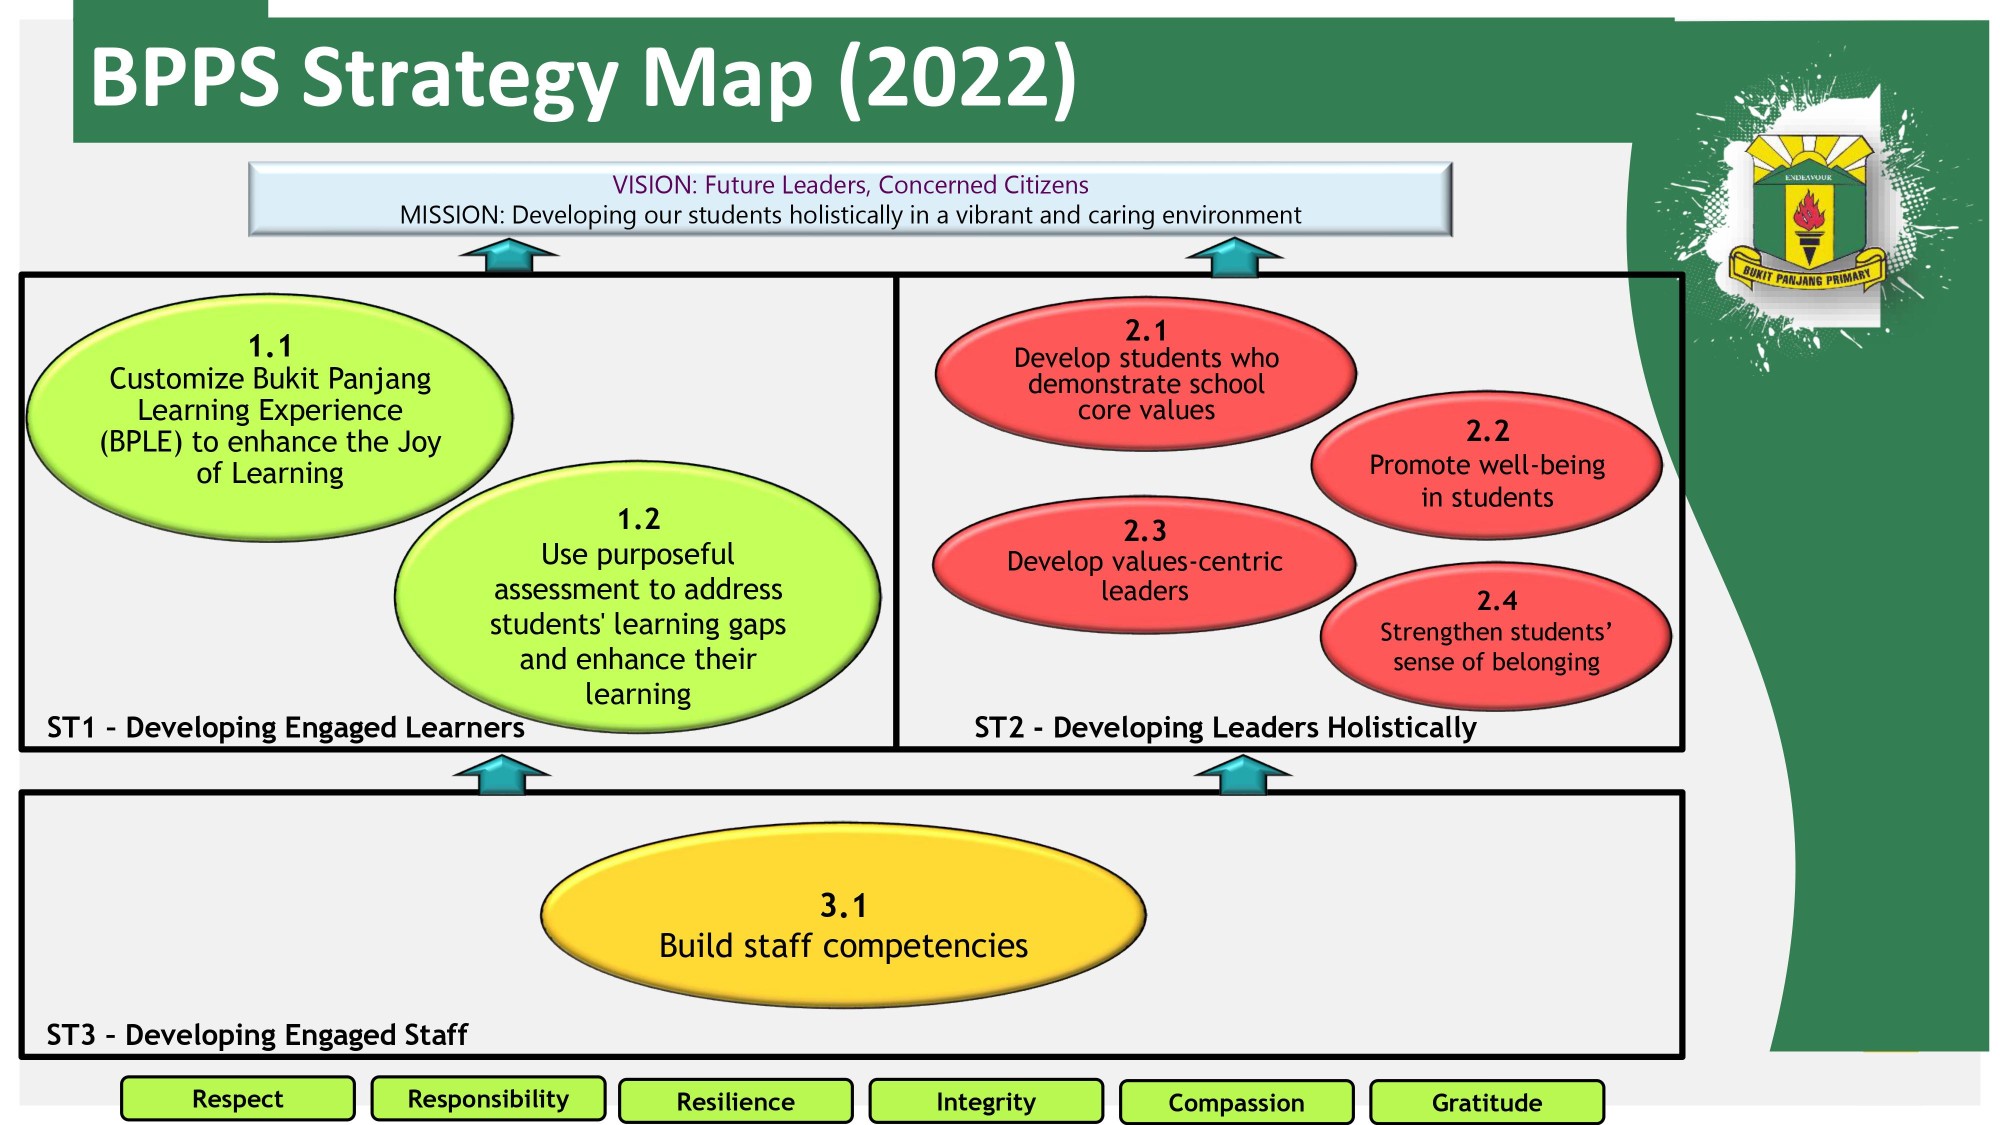 BPPS Strategy Map (2022)
ENDEAVOUR
BUKIT PANJANG PRIMARY
VISION: Future Leaders, Concerned Citizens
MISSION: Developing our students holistically in a vibrant and caring environment
1.1
Customize Bukit Panjang
Learning Experience
(BPLE) to enhance the Joy
of Learning
1.2
Use purposeful
assessment to address
students' learning gaps
and enhance their
learning
ST1 – Developing Engaged Learners
2.1
Develop students who
demonstrate school
core values
2.2
Promote well-being
in students
2.3
Develop values-centric
leaders
2.4
Strengthen students’
sense of belonging
ST2 - Developing Leaders Holistically
3.1
Build staff competencies
ST3 – Developing Engaged Staff
Respect
Responsibility
Resilience
Integrity
Compassion
Gratitude